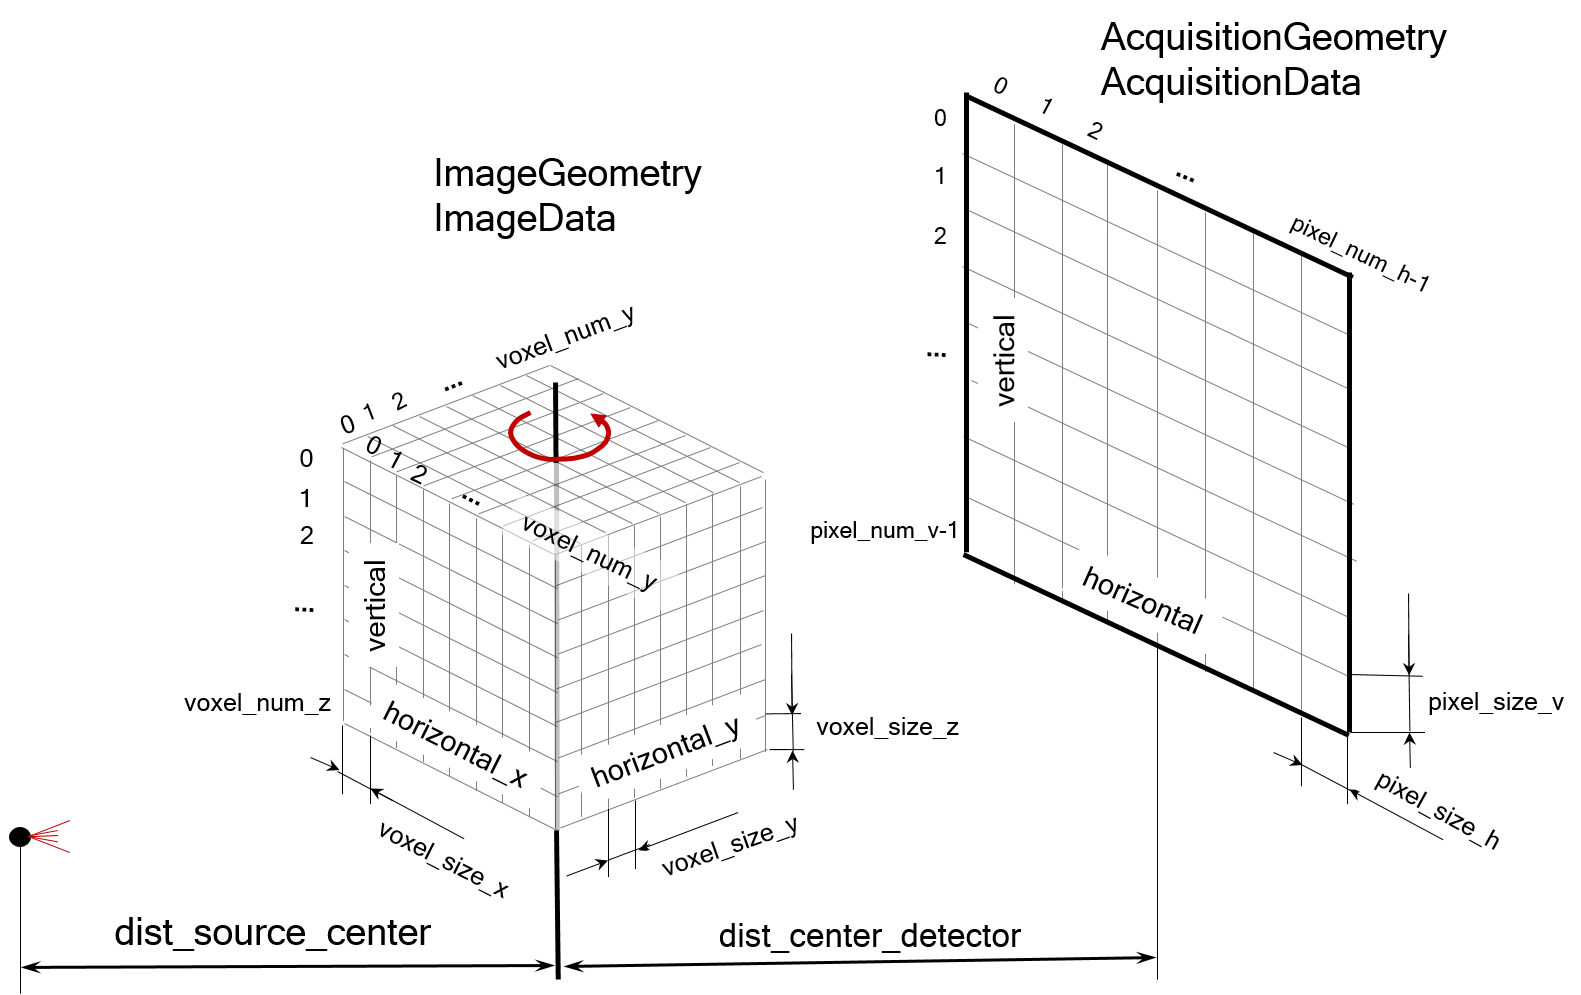 AcquisitionGeometry
AcquisitionData
0
1
2
...
pixel_num_h-1
0
1
2
...
pixel_num_v-1
vertical
horizontal
pixel_size_v
pixel_size_h
ImageGeometry
ImageData
0
1
2
...
voxel_num_y
0
1
2
...
voxel_num_y
0
1
2
...
voxel_num_z
vertical
horizontal_x
horizontal_y
voxel_size_z
voxel_size_x
voxel_size_y
dist_source_center
dist_center_detector